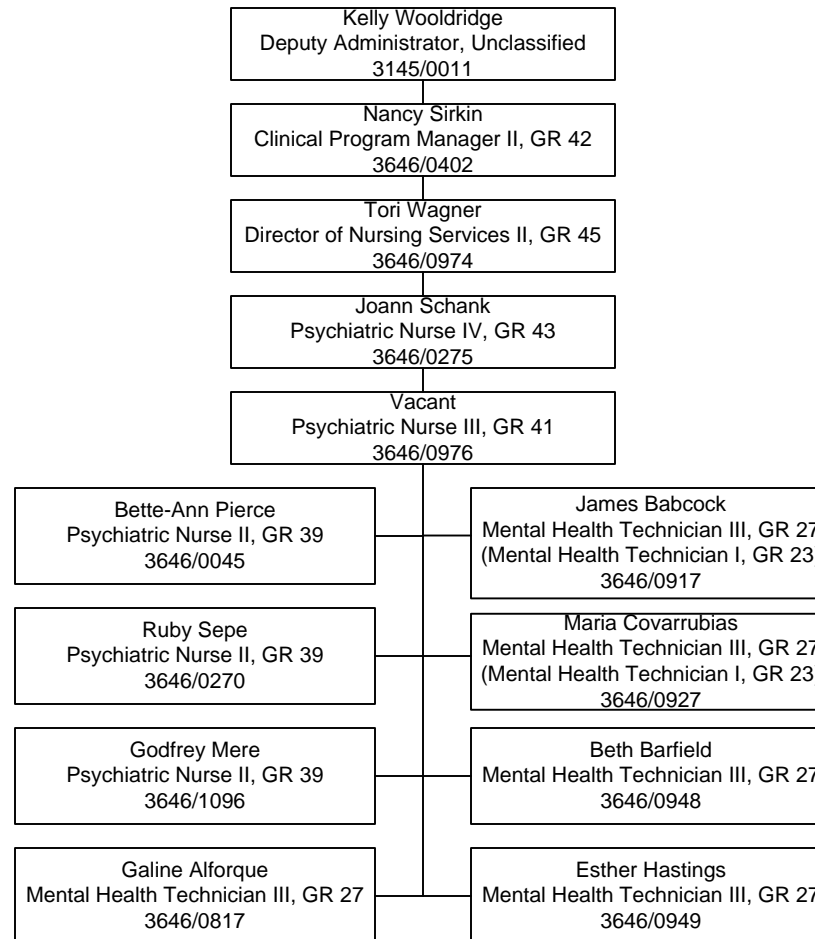 Kelly Wooldridge
Deputy Administrator, Unclassified
3145/0011
Nancy Sirkin
Clinical Program Manager II, GR 42
3646/0402
Tori Wagner
Director of Nursing Services II, GR 45
3646/0974
Joann Schank
Psychiatric Nurse IV, GR 43
3646/0275
Vacant
Psychiatric Nurse III, GR 41
3646/0976
Bette-Ann Pierce
Psychiatric Nurse II, GR 39
3646/0045
James Babcock
Mental Health Technician III, GR 27
(Mental Health Technician I, GR 23)
3646/0917
Ruby Sepe
Psychiatric Nurse II, GR 39
3646/0270
Maria Covarrubias
Mental Health Technician III, GR 27
(Mental Health Technician I, GR 23)
3646/0927
Godfrey Mere
Psychiatric Nurse II, GR 39
3646/1096
Beth Barfield
Mental Health Technician III, GR 27
3646/0948
Galine Alforque
Mental Health Technician III, GR 27
3646/0817
Esther Hastings
Mental Health Technician III, GR 27
3646/0949